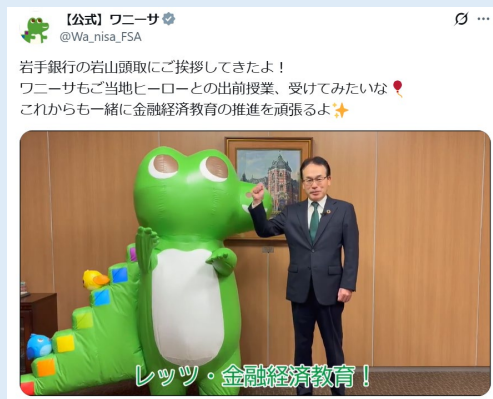 【公式】ワニーサ
@Wa_nisa_FSA
岩手銀行の岩山頭取にご挨拶してきたよ！
ワニーサもご当地ヒーローとの出前授業、受けてみたいな🎈
これからも一緒に金融経済教育の推進を頑張るよ✨
レッツ・金融経済教育！